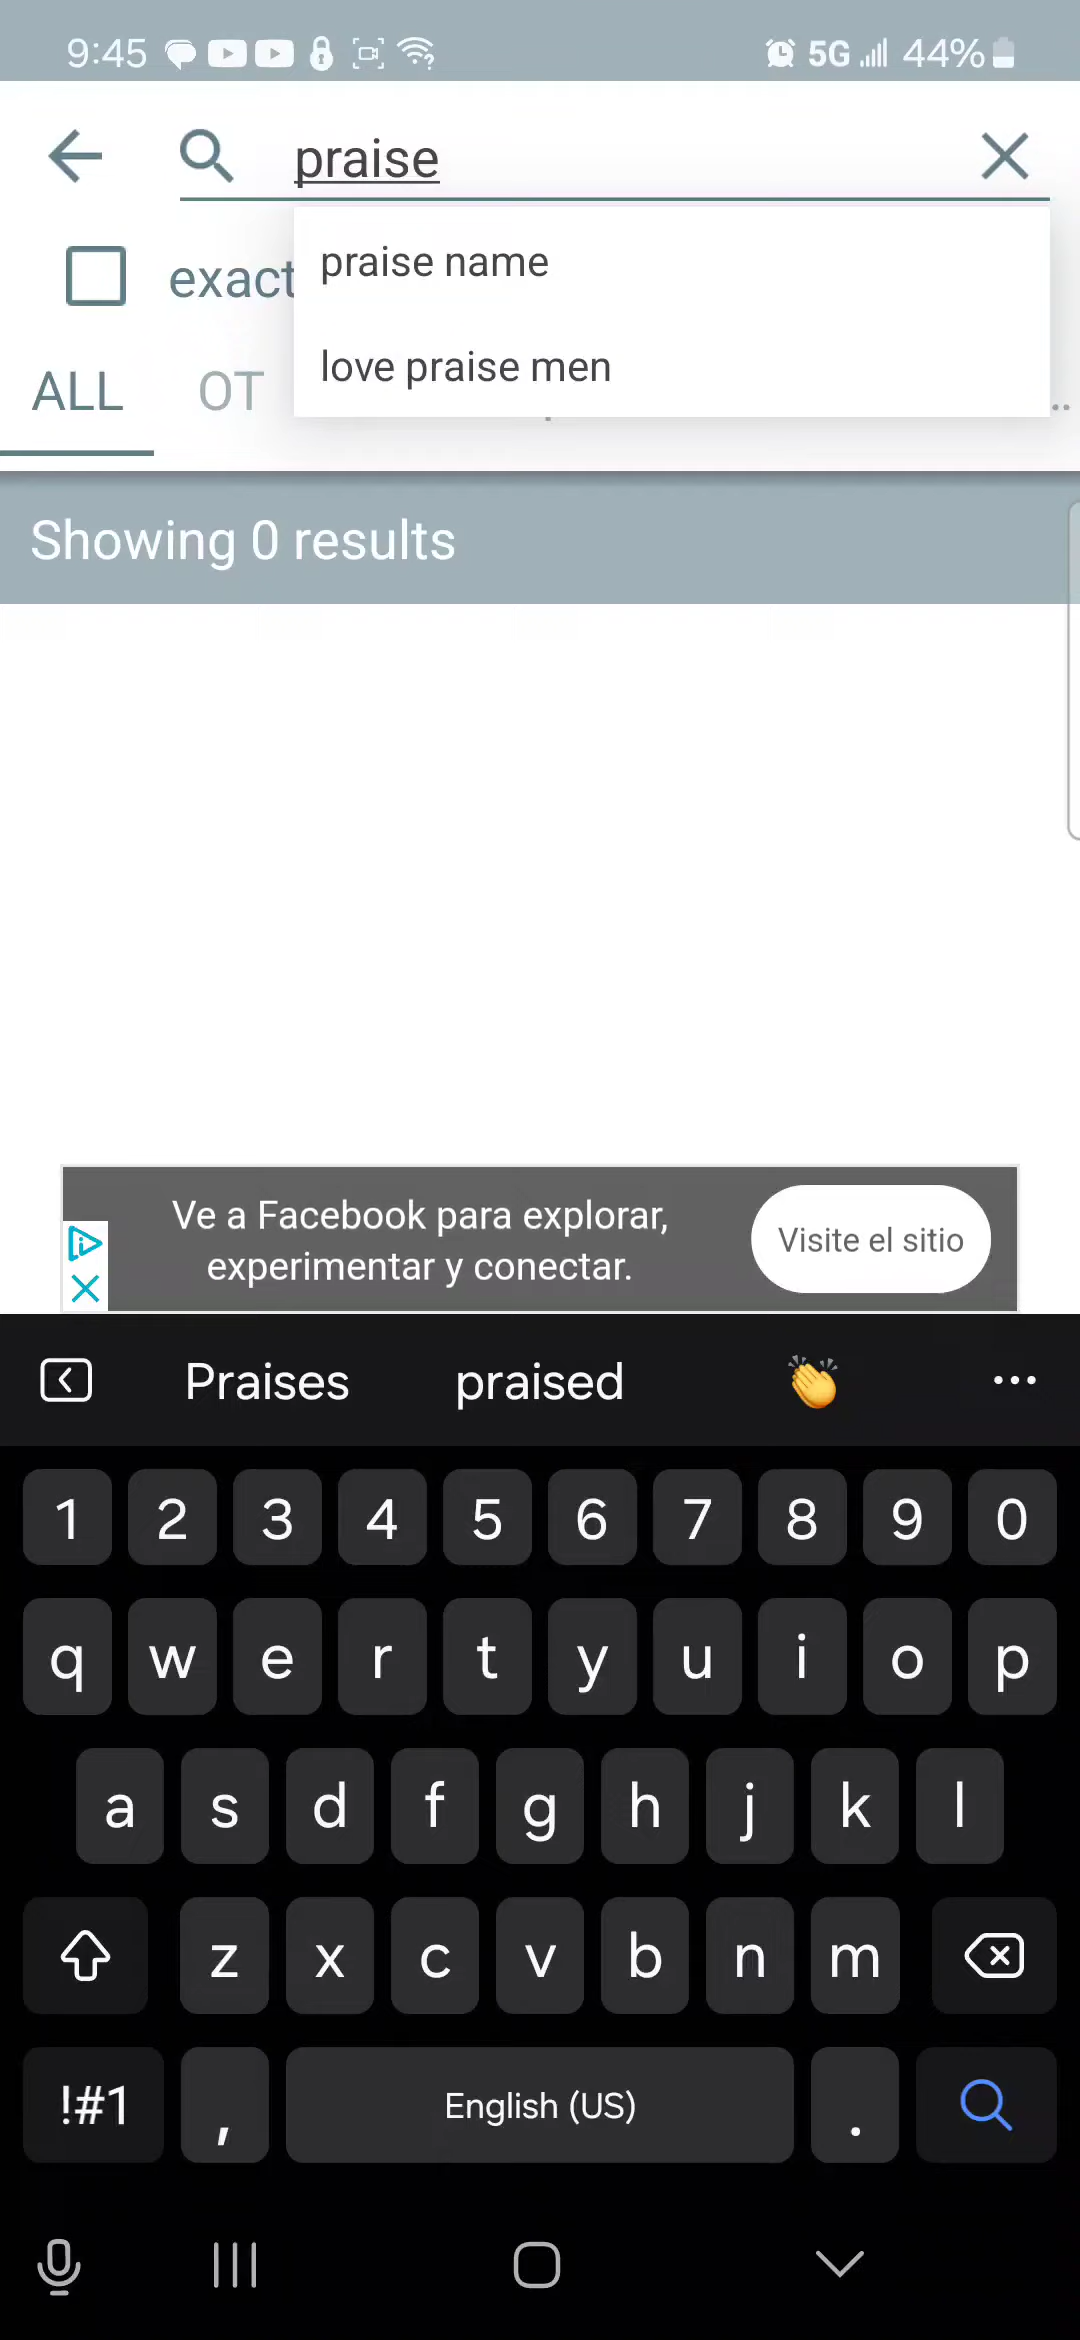 9:45
5G
44%
praise
exact
praise name
love praise men
ALL
OT
Showing 0 results
Ve a Facebook para explorar,
experimentar y conectar.
Visite el sitio
Praises
praised
1 2 3 4 5 6 7 8 9 0
q w e r t y u i o p
a s d f g h j k l
z x c v b n m
!#1 , English (US) .